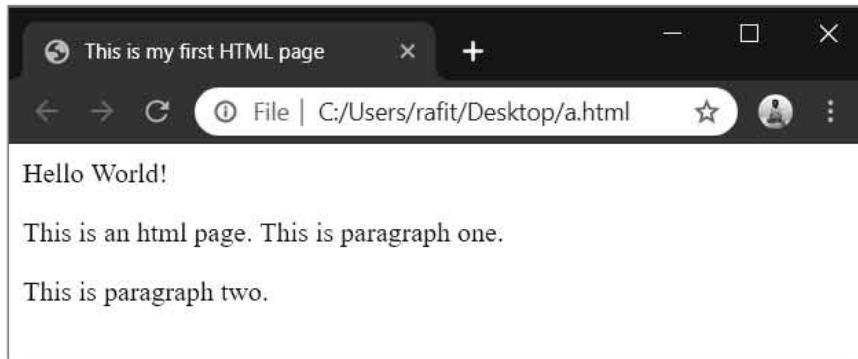 This is my first HTML page
File | C:/Users/rafit/Desktop/a.html
Hello World!
This is an html page. This is paragraph one.
This is paragraph two.